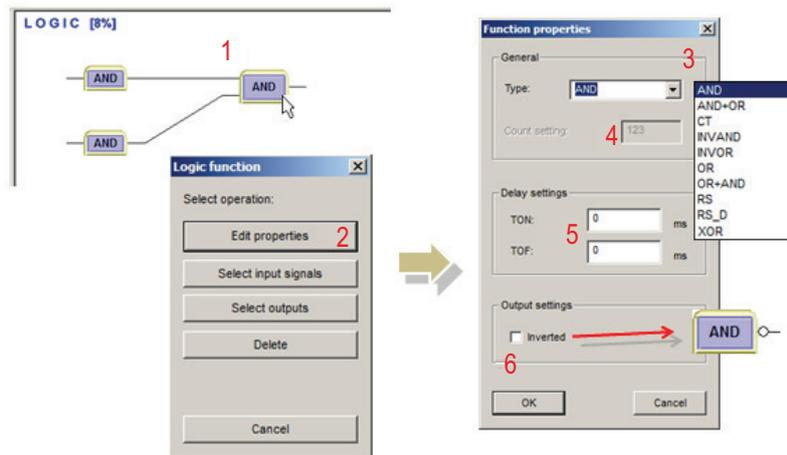 LOGIC [8%]
1
AND
AND
AND
Logic function
Select operation:
Edit properties
2
Select input signals
Select outputs
Delete
Cancel
Function properties
3
General
Type:
AND
Count setting:
4
123
AND
AND+OR
CT
INVAND
INVOR
OR
OR+AND
RS
RS_D
XOR
Delay settings
TON:
0
ms
5
TOF:
0
ms
Output settings
Inverted
AND
6
OK
Cancel